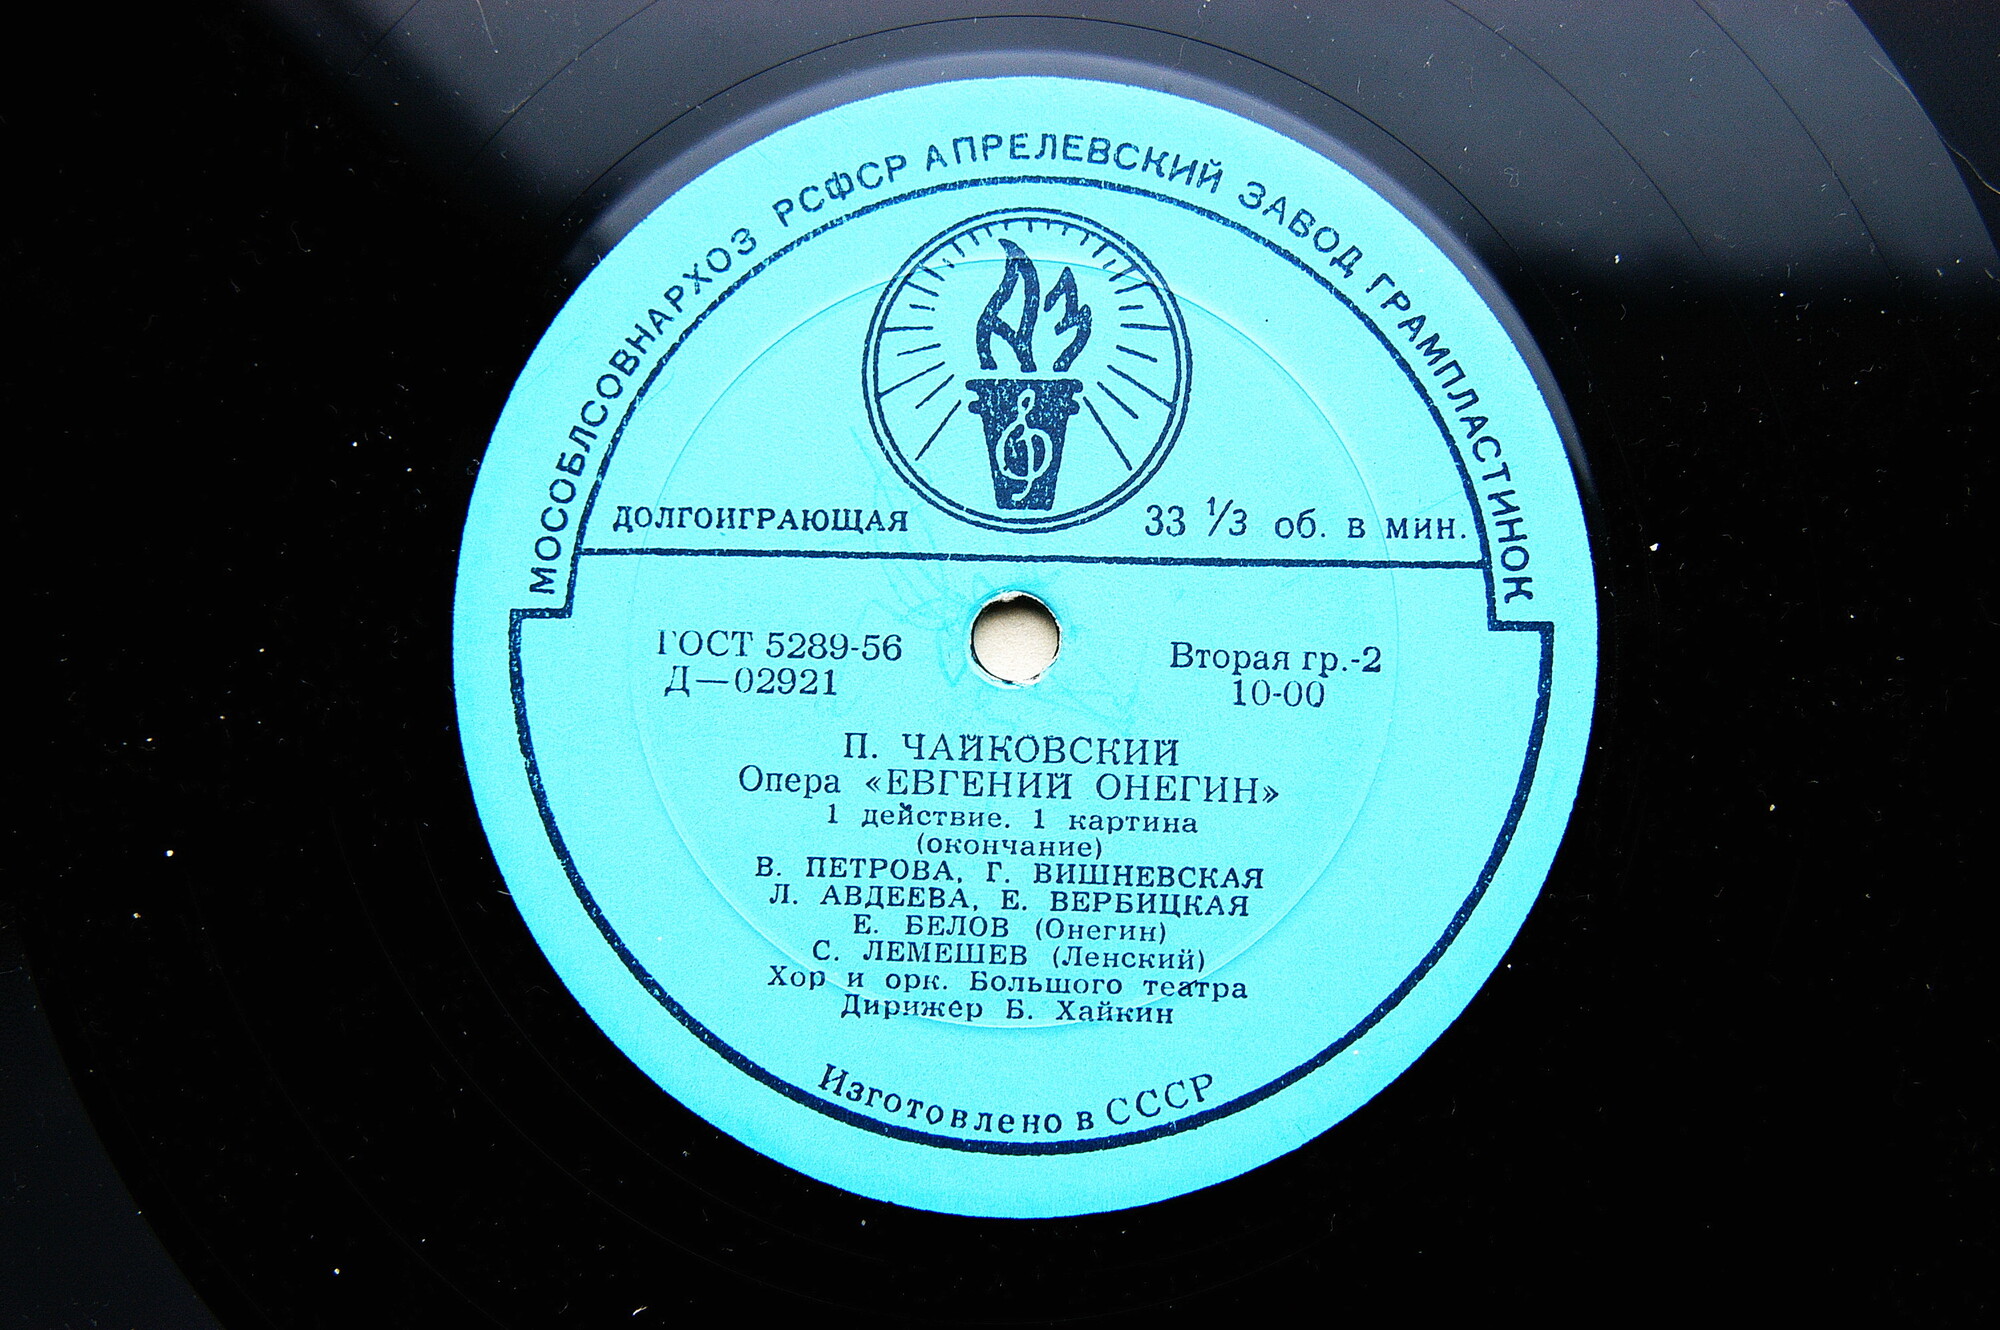 МОСОБЛСОВНАРХОЗ РСФСР АПРЕЛЕВСКИЙ ЗАВОД ГРАМПЛАСТИНОК
АЗ
ДОЛГОИГРАЮЩАЯ 33 1/3 об. в мин.
ГОСТ 5289-56
Д—02921
Вторая гр.-2
10-00
П. ЧАЙКОВСКИЙ
Опера «ЕВГЕНИЙ ОНЕГИН»
1 действие. 1 картина
(окончание)
В. ПЕТРОВА, Г. ВИШНЕВСКАЯ
Л. АВДЕЕВА, Е. ВЕРБИЦКАЯ
Е. БЕЛОВ (Онегин)
С. ЛЕМЕШЕВ (Ленский)
Хор и орк. Большого театра
Дирижер Б. Хайкин
Изготовлено в СССР